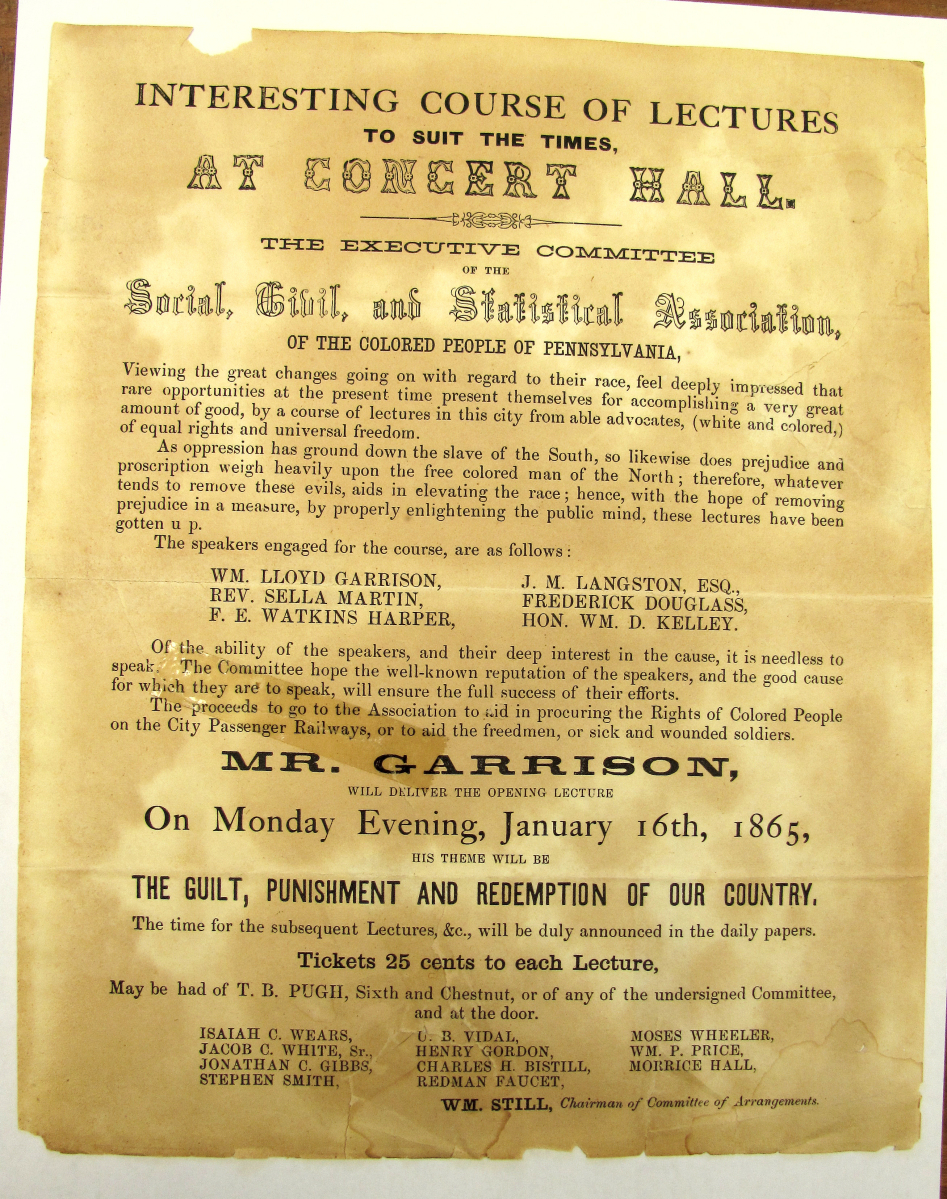 INTERESTING COURSE OF LECTURES
TO SUIT THE TIMES,
AT CONCERT HALL.
THE EXECUTIVE COMMITTEE
OF THE
Social, Civil, and Statistical Association,
OF THE COLORED PEOPLE OF PENNSYLVANIA,
Viewing the great changes going on with regard to their race, feel deeply impressed that
rare opportunities at the present time present themselves for accomplishing a very great
amount of good, by a course of lectures in this city from able advocates, (white and colored,)
of equal rights and universal freedom.
As oppression has ground down the slave of the South, so likewise does prejudice and
proscription weigh heavily upon the free colored man of the North; therefore, whatever
tends to remove these evils, aids in elevating the race; hence, with the hope of removing
prejudice in a measure, by properly enlightening the public mind, these lectures have been
gotten u p.
The speakers engaged for the course, are as follows:
WM. LLOYD GARRISON,
REV. SELLA MARTIN,
F. E. WATKINS HARPER,
J. M. LANGSTON, ESQ.,
FREDERICK DOUGLASS,
HON. WM. D. KELLEY.
Of the ability of the speakers, and their deep interest in the cause, it is needless to
speak. The Committee hope the well-known reputation of the speakers, and the good cause
for which they are to speak, will ensure the full success of their efforts.
The proceeds to go to the Association to aid in procuring the Rights of Colored People
on the City Passenger Railways, or to aid the freedmen, or sick and wounded soldiers.
MR. GARRISON,
WILL DELIVER THE OPENING LECTURE
On Monday Evening, January 16th, 1865,
HIS THEME WILL BE
THE GUILT, PUNISHMENT AND REDEMPTION OF OUR COUNTRY.
The time for the subsequent Lectures, &c., will be duly announced in the daily papers.
Tickets 25 cents to each Lecture,
May be had of T. B. PUGH, Sixth and Chestnut, or of any of the undersigned Committee,
and at the door.
ISAIAH C. WEARS,
JACOB C. WHITE, Sr.,
JONATHAN C. GIBBS,
STEPHEN SMITH,
U. B. VIDAL,
HENRY GORDON,
CHARLES H. BISTILL,
REDMAN FAUCET,
MOSES WHEELER,
WM. P. PRICE,
MORRICE HALL,
WM. STILL, Chairman of Committee of Arrangements.